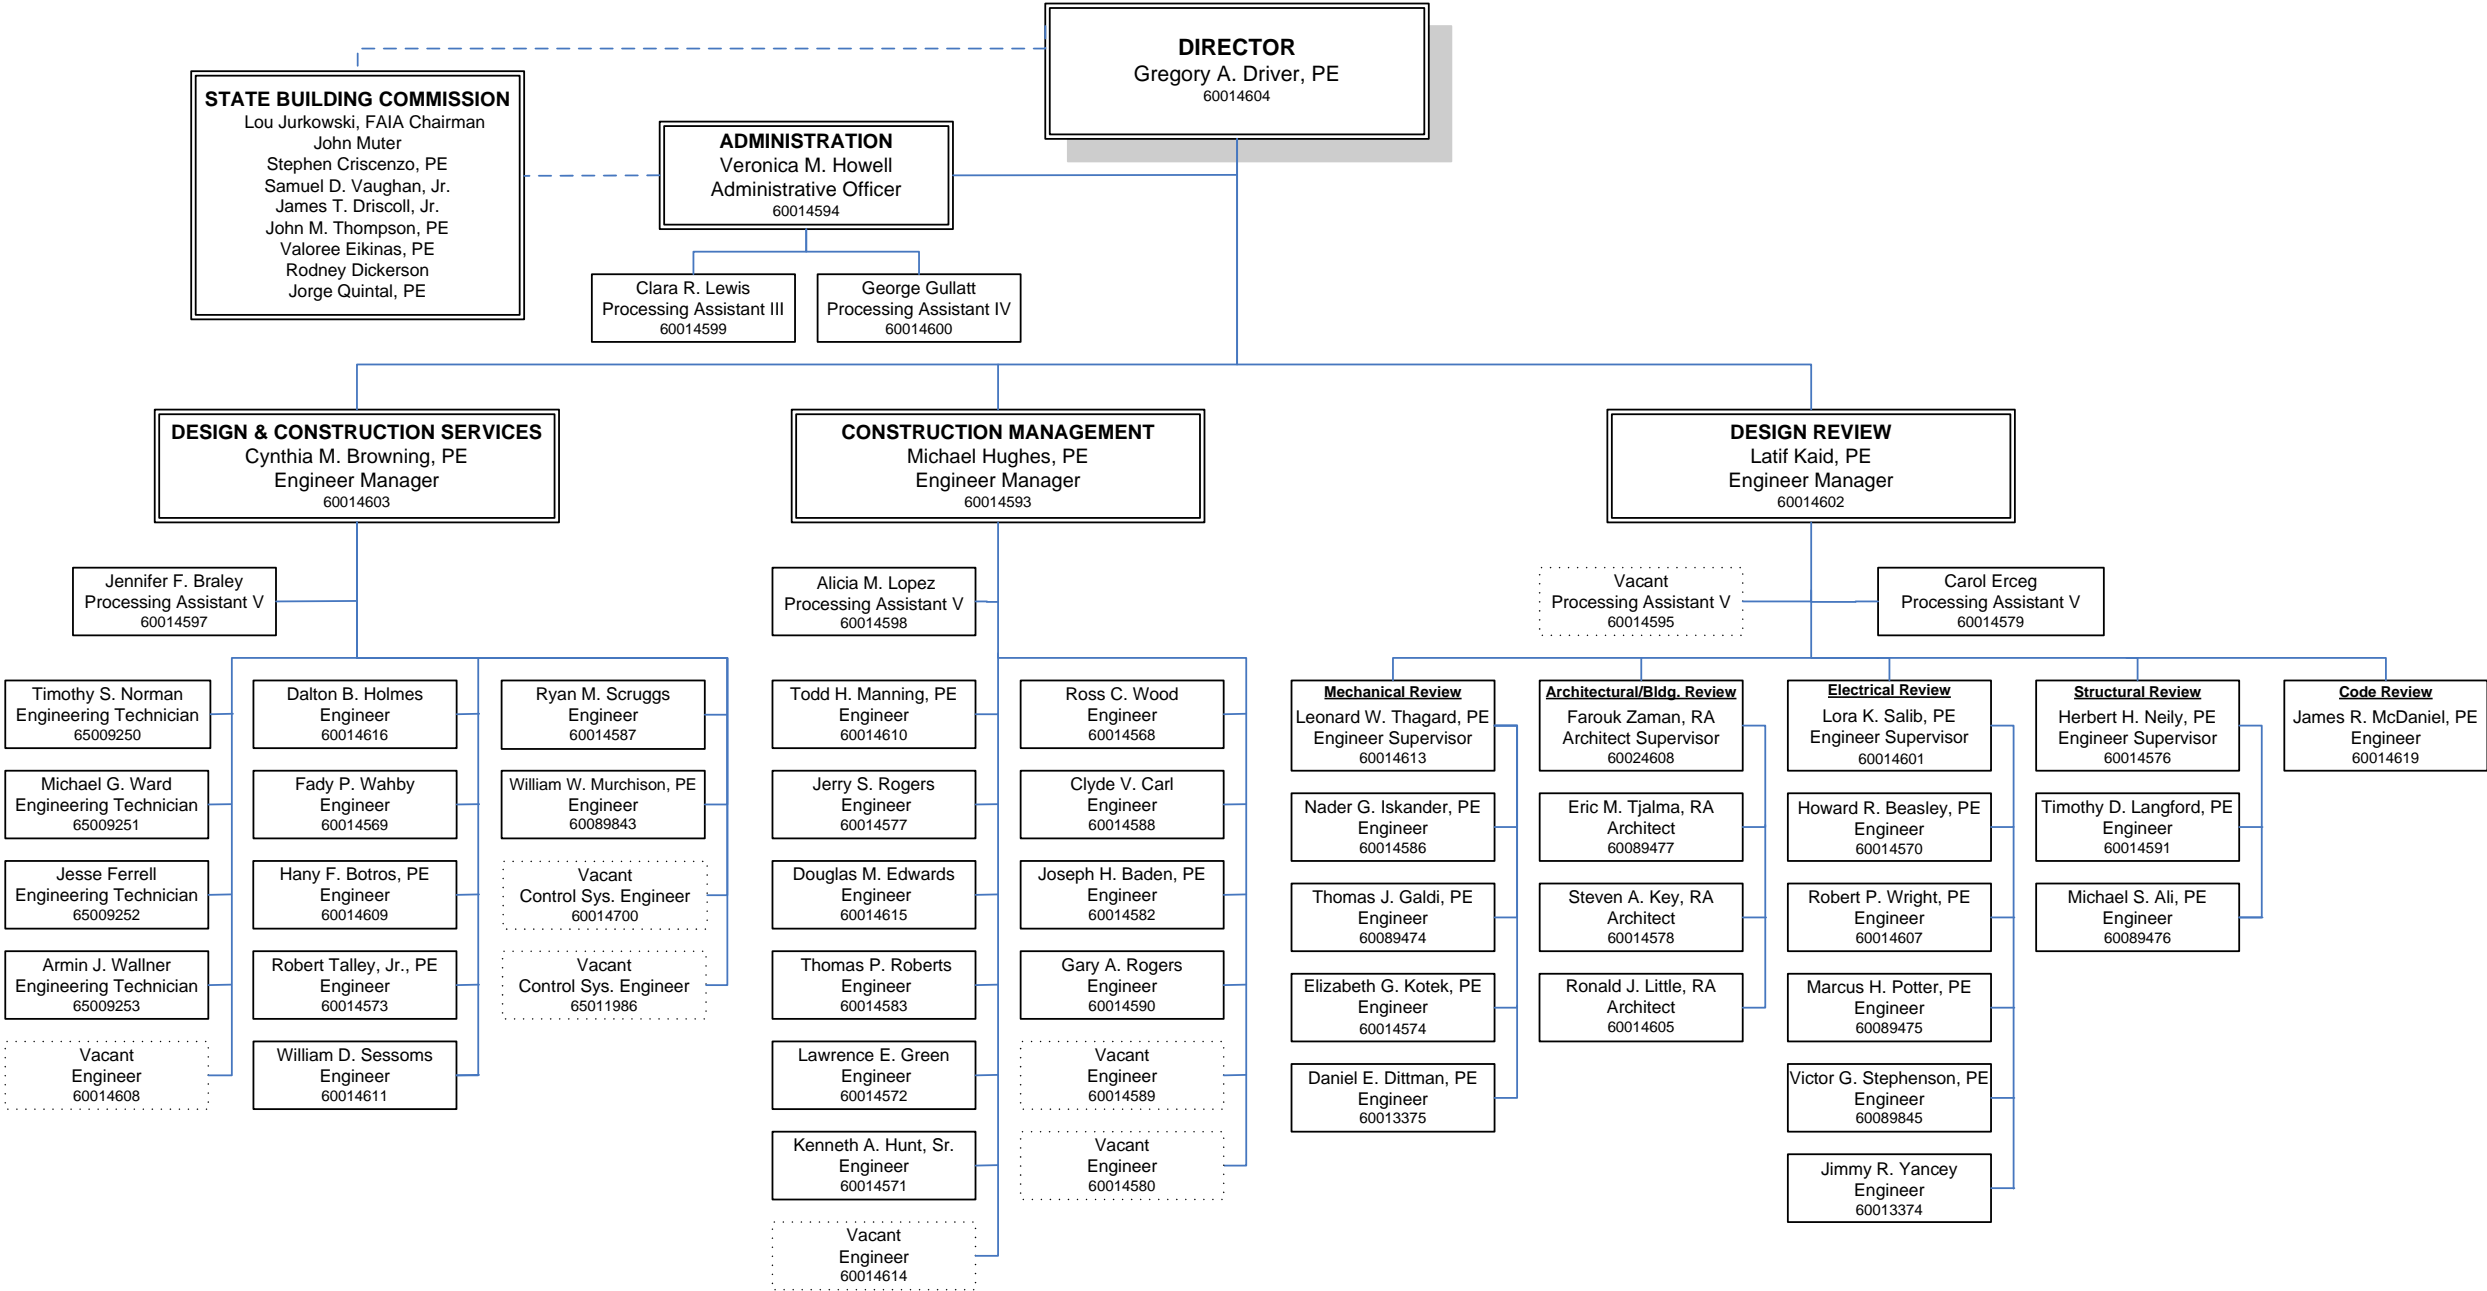 DIRECTOR
Gregory A. Driver, PE
60014604
STATE BUILDING COMMISSION
Lou Jurkowski, FAIA Chairman
John Muter
Stephen Criscenzo, PE
Samuel D. Vaughan, Jr.
James T. Driscoll, Jr.
John M. Thompson, PE
Valoree Eikinas, PE
Rodney Dickerson
Jorge Quintal, PE
ADMINISTRATION
Veronica M. Howell
Administrative Officer
60014594
Clara R. Lewis
Processing Assistant III
60014599
George Gullatt
Processing Assistant IV
60014600
DESIGN & CONSTRUCTION SERVICES
Cynthia M. Browning, PE
Engineer Manager
60014603
CONSTRUCTION MANAGEMENT
Michael Hughes, PE
Engineer Manager
60014593
DESIGN REVIEW
Latif Kaid, PE
Engineer Manager
60014602
Jennifer F. Braley
Processing Assistant V
60014597
Timothy S. Norman
Engineering Technician
65009250
Michael G. Ward
Engineering Technician
65009251
Jesse Ferrell
Engineering Technician
65009252
Armin J. Wallner
Engineering Technician
65009253
Vacant
Engineer
60014608
Dalton B. Holmes
Engineer
60014616
Fady P. Wahby
Engineer
60014569
Hany F. Botros, PE
Engineer
60014609
Robert Talley, Jr., PE
Engineer
60014573
William D. Sessoms
Engineer
60014611
Ryan M. Scruggs
Engineer
60014587
William W. Murchison, PE
Engineer
60089843
Vacant
Control Sys. Engineer
60014700
Vacant
Control Sys. Engineer
65011986
Alicia M. Lopez
Processing Assistant V
60014598
Todd H. Manning, PE
Engineer
60014610
Jerry S. Rogers
Engineer
60014577
Douglas M. Edwards
Engineer
60014615
Thomas P. Roberts
Engineer
60014583
Lawrence E. Green
Engineer
60014572
Kenneth A. Hunt, Sr.
Engineer
60014571
Vacant
Engineer
60014614
Ross C. Wood
Engineer
60014568
Clyde V. Carl
Engineer
60014588
Joseph H. Baden, PE
Engineer
60014582
Gary A. Rogers
Engineer
60014590
Vacant
Engineer
60014589
Vacant
Engineer
60014580
Vacant
Processing Assistant V
60014595
Carol Erceg
Processing Assistant V
60014579
Mechanical Review
Leonard W. Thagard, PE
Engineer Supervisor
60014613
Nader G. Iskander, PE
Engineer
60014586
Thomas J. Galdi, PE
Engineer
60089474
Elizabeth G. Kotek, PE
Engineer
60014574
Daniel E. Dittman, PE
Engineer
60013375
Architectural/Bldg. Review
Farouk Zaman, RA
Architect Supervisor
60024608
Eric M. Tjalma, RA
Architect
60089477
Steven A. Key, RA
Architect
60014578
Ronald J. Little, RA
Architect
60014605
Electrical Review
Lora K. Salib, PE
Engineer Supervisor
60014601
Howard R. Beasley, PE
Engineer
60014570
Robert P. Wright, PE
Engineer
60014607
Marcus H. Potter, PE
Engineer
60089475
Victor G. Stephenson, PE
Engineer
60089845
Jimmy R. Yancey
Engineer
60013374
Structural Review
Herbert H. Neily, PE
Engineer Supervisor
60014576
Timothy D. Langford, PE
Engineer
60014591
Michael S. Ali, PE
Engineer
60089476
Code Review
James R. McDaniel, PE
Engineer
60014619